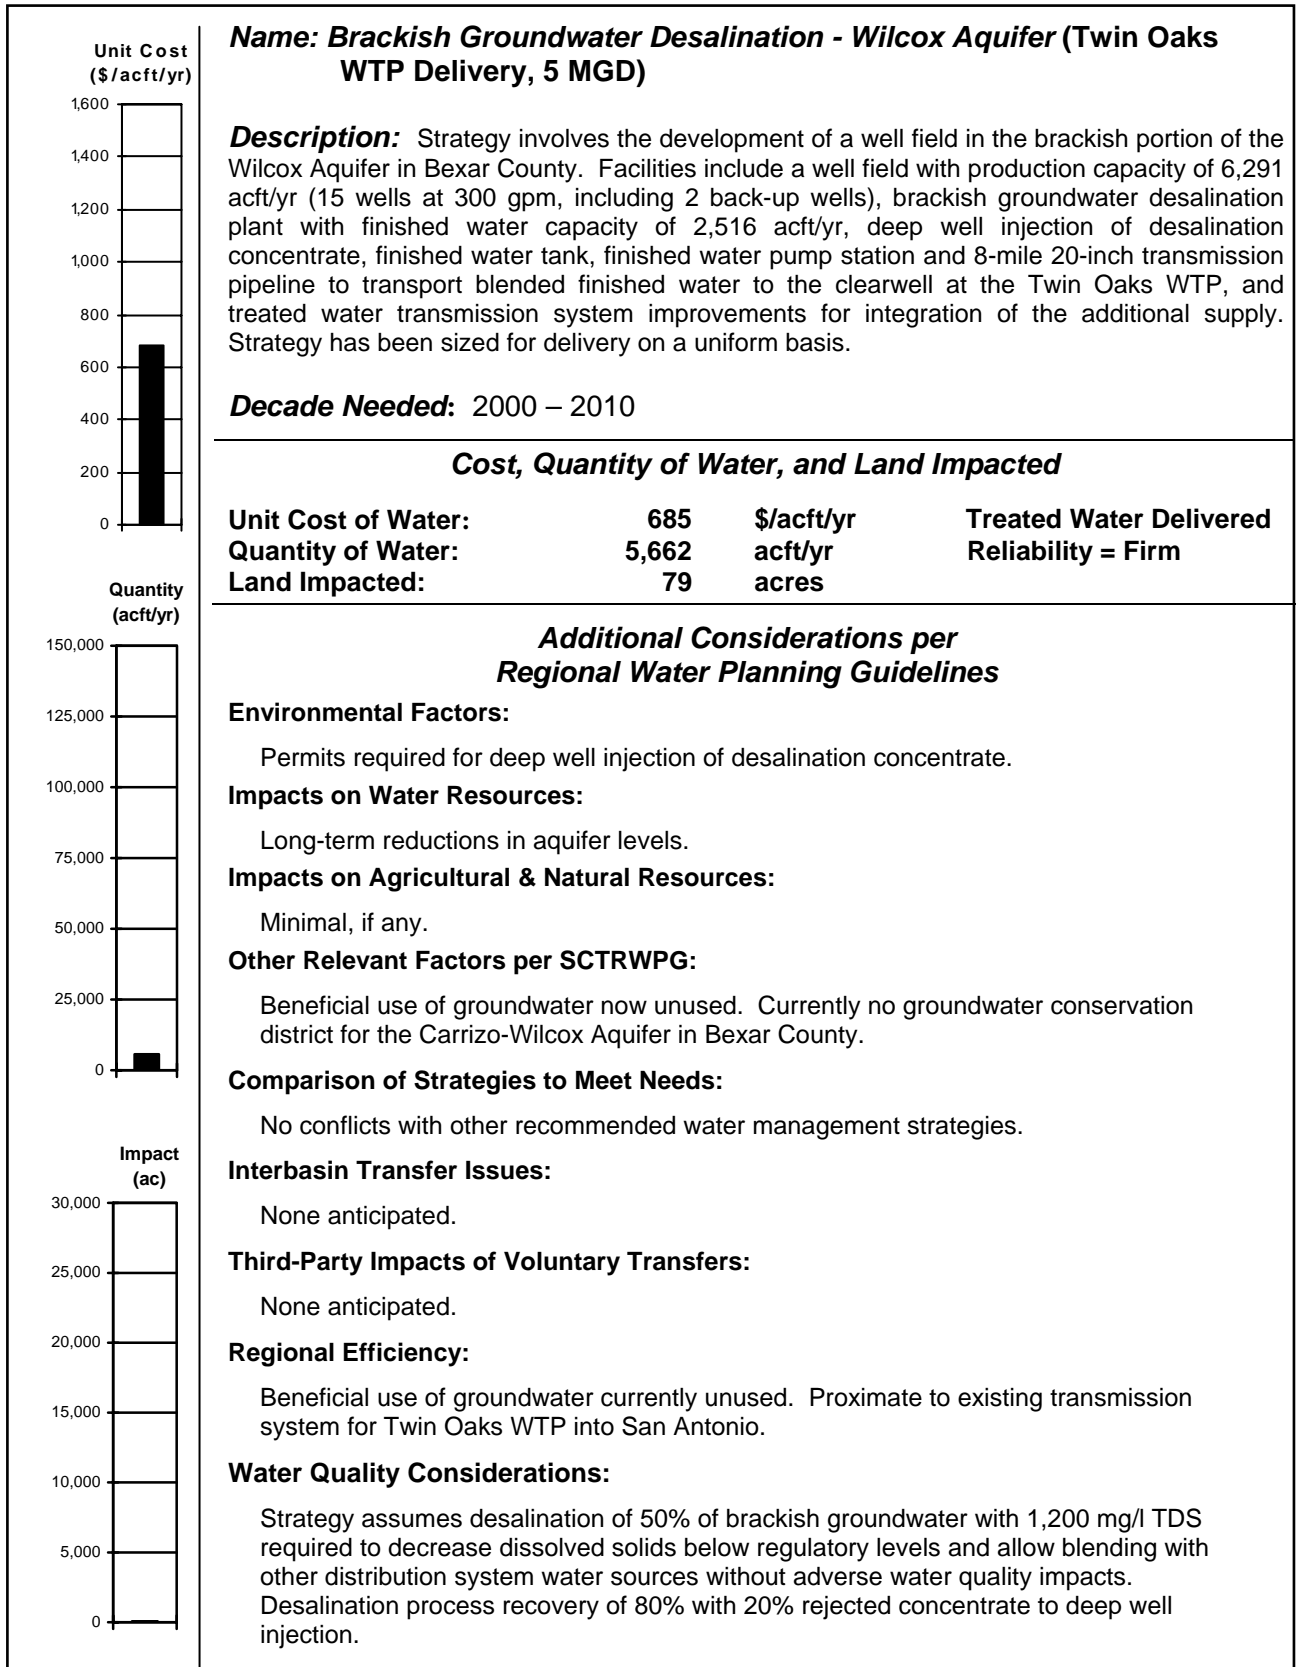 Unit Cost
($/acft/yr)
1,600
1,400
1,200
1,000
800
600
400
200
0
Quantity
(acft/yr)
150,000
125,000
100,000
75,000
50,000
25,000
0
Impact
(ac)
30,000
25,000
20,000
15,000
10,000
5,000
0
Name: Brackish Groundwater Desalination - Wilcox Aquifer (Twin Oaks
WTP Delivery, 5 MGD)
Description: Strategy involves the development of a well field in the brackish portion of the
Wilcox Aquifer in Bexar County. Facilities include a well field with production capacity of 6,291
acft/yr (15 wells at 300 gpm, including 2 back-up wells), brackish groundwater desalination
plant with finished water capacity of 2,516 acft/yr, deep well injection of desalination
concentrate, finished water tank, finished water pump station and 8-mile 20-inch transmission
pipeline to transport blended finished water to the clearwell at the Twin Oaks WTP, and
treated water transmission system improvements for integration of the additional supply.
Strategy has been sized for delivery on a uniform basis.
Decade Needed: 2000 – 2010
Cost, Quantity of Water, and Land Impacted
Unit Cost of Water: 685 $/acft/yr Treated Water Delivered
Quantity of Water: 5,662 acft/yr Reliability = Firm
Land Impacted: 79 acres
Additional Considerations per
Regional Water Planning Guidelines
Environmental Factors:
Permits required for deep well injection of desalination concentrate.
Impacts on Water Resources:
Long-term reductions in aquifer levels.
Impacts on Agricultural & Natural Resources:
Minimal, if any.
Other Relevant Factors per SCTRWPG:
Beneficial use of groundwater now unused. Currently no groundwater conservation
district for the Carrizo-Wilcox Aquifer in Bexar County.
Comparison of Strategies to Meet Needs:
No conflicts with other recommended water management strategies.
Interbasin Transfer Issues:
None anticipated.
Third-Party Impacts of Voluntary Transfers:
None anticipated.
Regional Efficiency:
Beneficial use of groundwater currently unused. Proximate to existing transmission
system for Twin Oaks WTP into San Antonio.
Water Quality Considerations:
Strategy assumes desalination of 50% of brackish groundwater with 1,200 mg/l TDS
required to decrease dissolved solids below regulatory levels and allow blending with
other distribution system water sources without adverse water quality impacts.
Desalination process recovery of 80% with 20% rejected concentrate to deep well
injection.